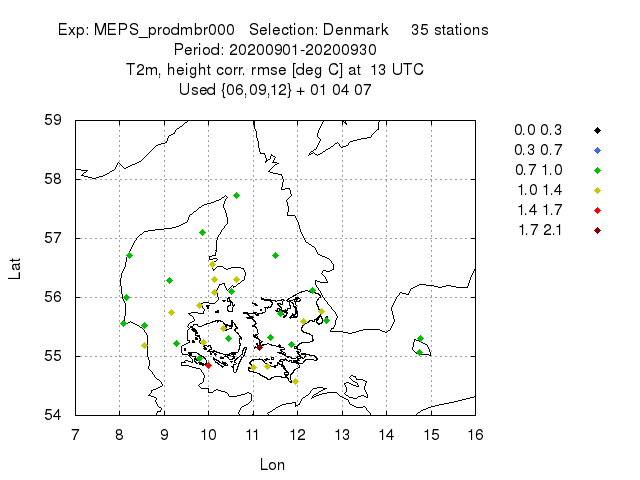 Exp: MEPS_prodmbr000 Selection: Denmark 35 stations
Period: 20200901-20200930
T2m, height corr. rmse [deg C] at 13 UTC
Used {06,09,12} + 01 04 07
59
58
57
56
55
54
Lat
7 8 9 10 11 12 13 14 15 16
Lon
0.0 0.3
0.3 0.7
0.7 1.0
1.0 1.4
1.4 1.7
1.7 2.1